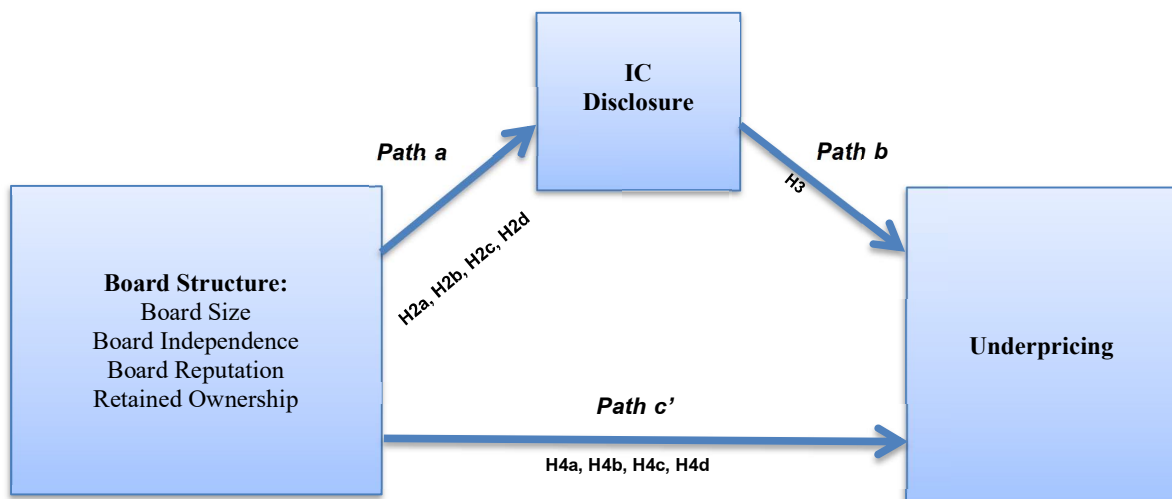 IC
Disclosure
Path a
Path b
H3
H2a, H2b, H2c, H2d
Board Structure:
Board Size
Board Independence
Board Reputation
Retained Ownership
Underpricing
Path c’
H4a, H4b, H4c, H4d